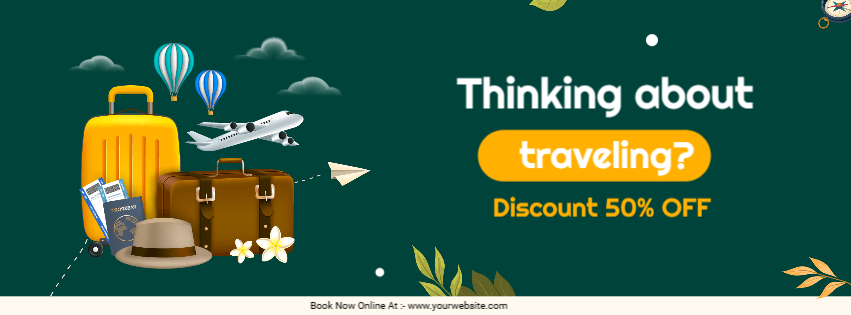 Thinking about
traveling?
Discount 50% OFF
Book Now Online At :- www.yourwebsite.com